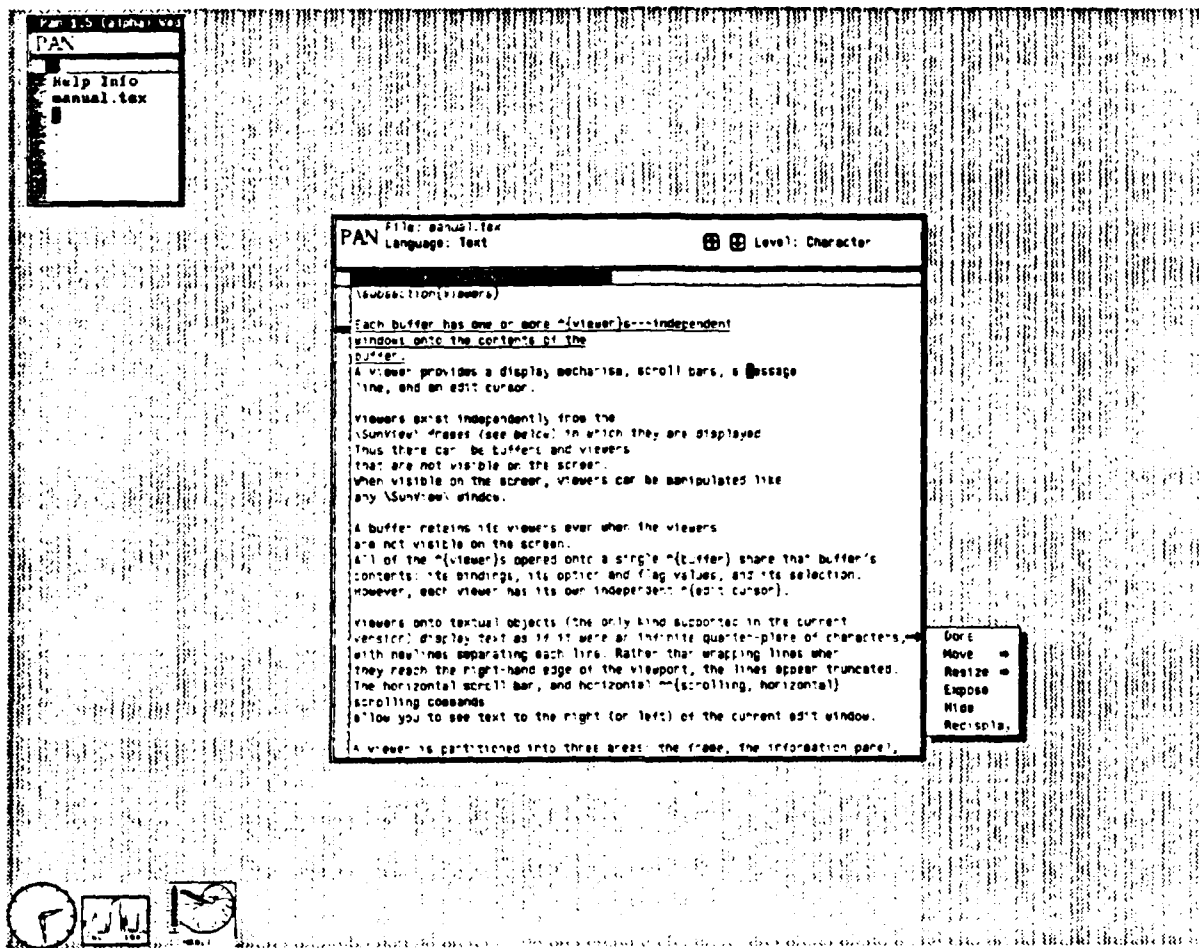 Pan 1.5 (alpha)
PAN
Help Info
manual.tex
PAN
File: manual.tex
Language: Text
Level: Character
\subsection{Viewers}
Each buffer has one or more ^{viewer}s---independent
windows onto the contents of the
buffer.
A viewer provides a display mechanism, scroll bars, a message
line, and an edit cursor.
Viewers exist independently from the
\SunView\ frames (see below) in which they are displayed
Thus there can be buffers and viewers
that are not visible on the screen.
When visible on the screen, viewers can be manipulated like
any \SunView\ window.
A buffer retains its viewers even when the viewers
are not visible on the screen.
All of the ^{viewer}s opened onto a single ^{buffer} share that buffer's
contents: its bindings, its option and flag values, and its selection.
However, each viewer has its own independent ^{edit cursor}.
Viewers onto textual objects (the only kind supported in the current
version) display text as if it were an infinite quarter-plane of characters,
with newlines separating each line. Rather than wrapping lines when
they reach the right-hand edge of the viewport, the lines appear truncated.
The horizontal scroll bar, and horizontal ^^{scrolling, horizontal}
scrolling commands
allow you to see text to the right (or left) of the current edit window.
A viewer is partitioned into three areas: the frame, the information panel,
Done
Move ⇒
Resize ⇒
Expose
Hide
Redisplay